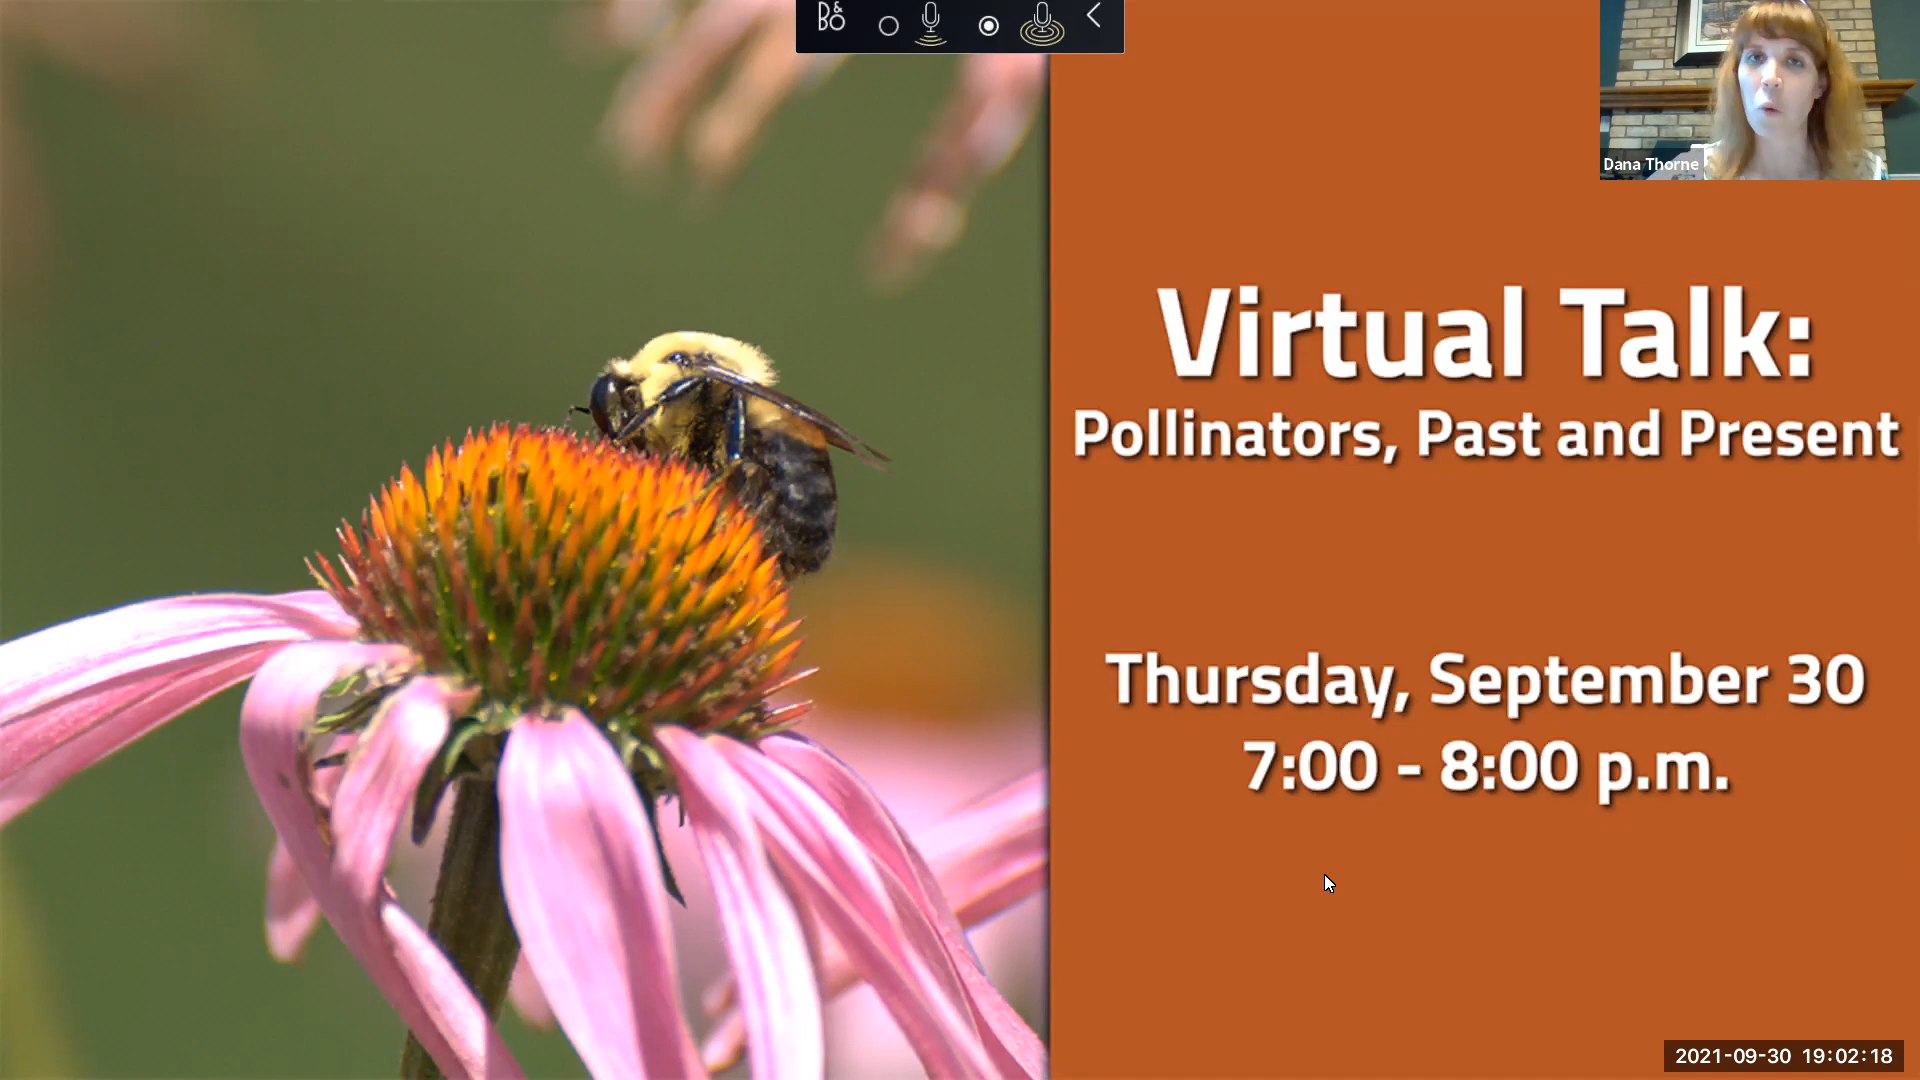 B&O
Dana Thorne
Virtual Talk:
Pollinators, Past and Present
Thursday, September 30
7:00 - 8:00 p.m.
2021-09-30 19:02:18